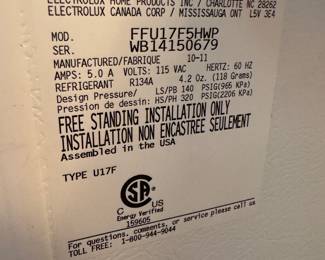 ELECTROLUX HOME PRODUCTS INC / CHARLOTTE NC 28262
ELECTROLUX CANADA CORP / MISSISSAUGA ONT L5V 3E4
MOD. FFU17F5HWP
SER. WB14150679
MANUFACTURED/FABRIQUE 10-11
AMPS: 5.0 A VOLTS: 115 VAC HERTZ: 60 HZ
REFRIGERANT R134A 4.2 Oz. (118 Grams)
Design Pressure/ LS/PB 140 PSIG(965 KPa)
Pression de dessin: HS/PH 320 PSIG(2206 KPa)
FREE STANDING INSTALLATION ONLY
INSTALLATION NON ENCASTREE SEULEMENT
Assembled in the USA
TYPE U17F
CSA
C US
Energy Verified
159605
For questions, comments, or service please call us
TOLL FREE: 1-800-944-9044